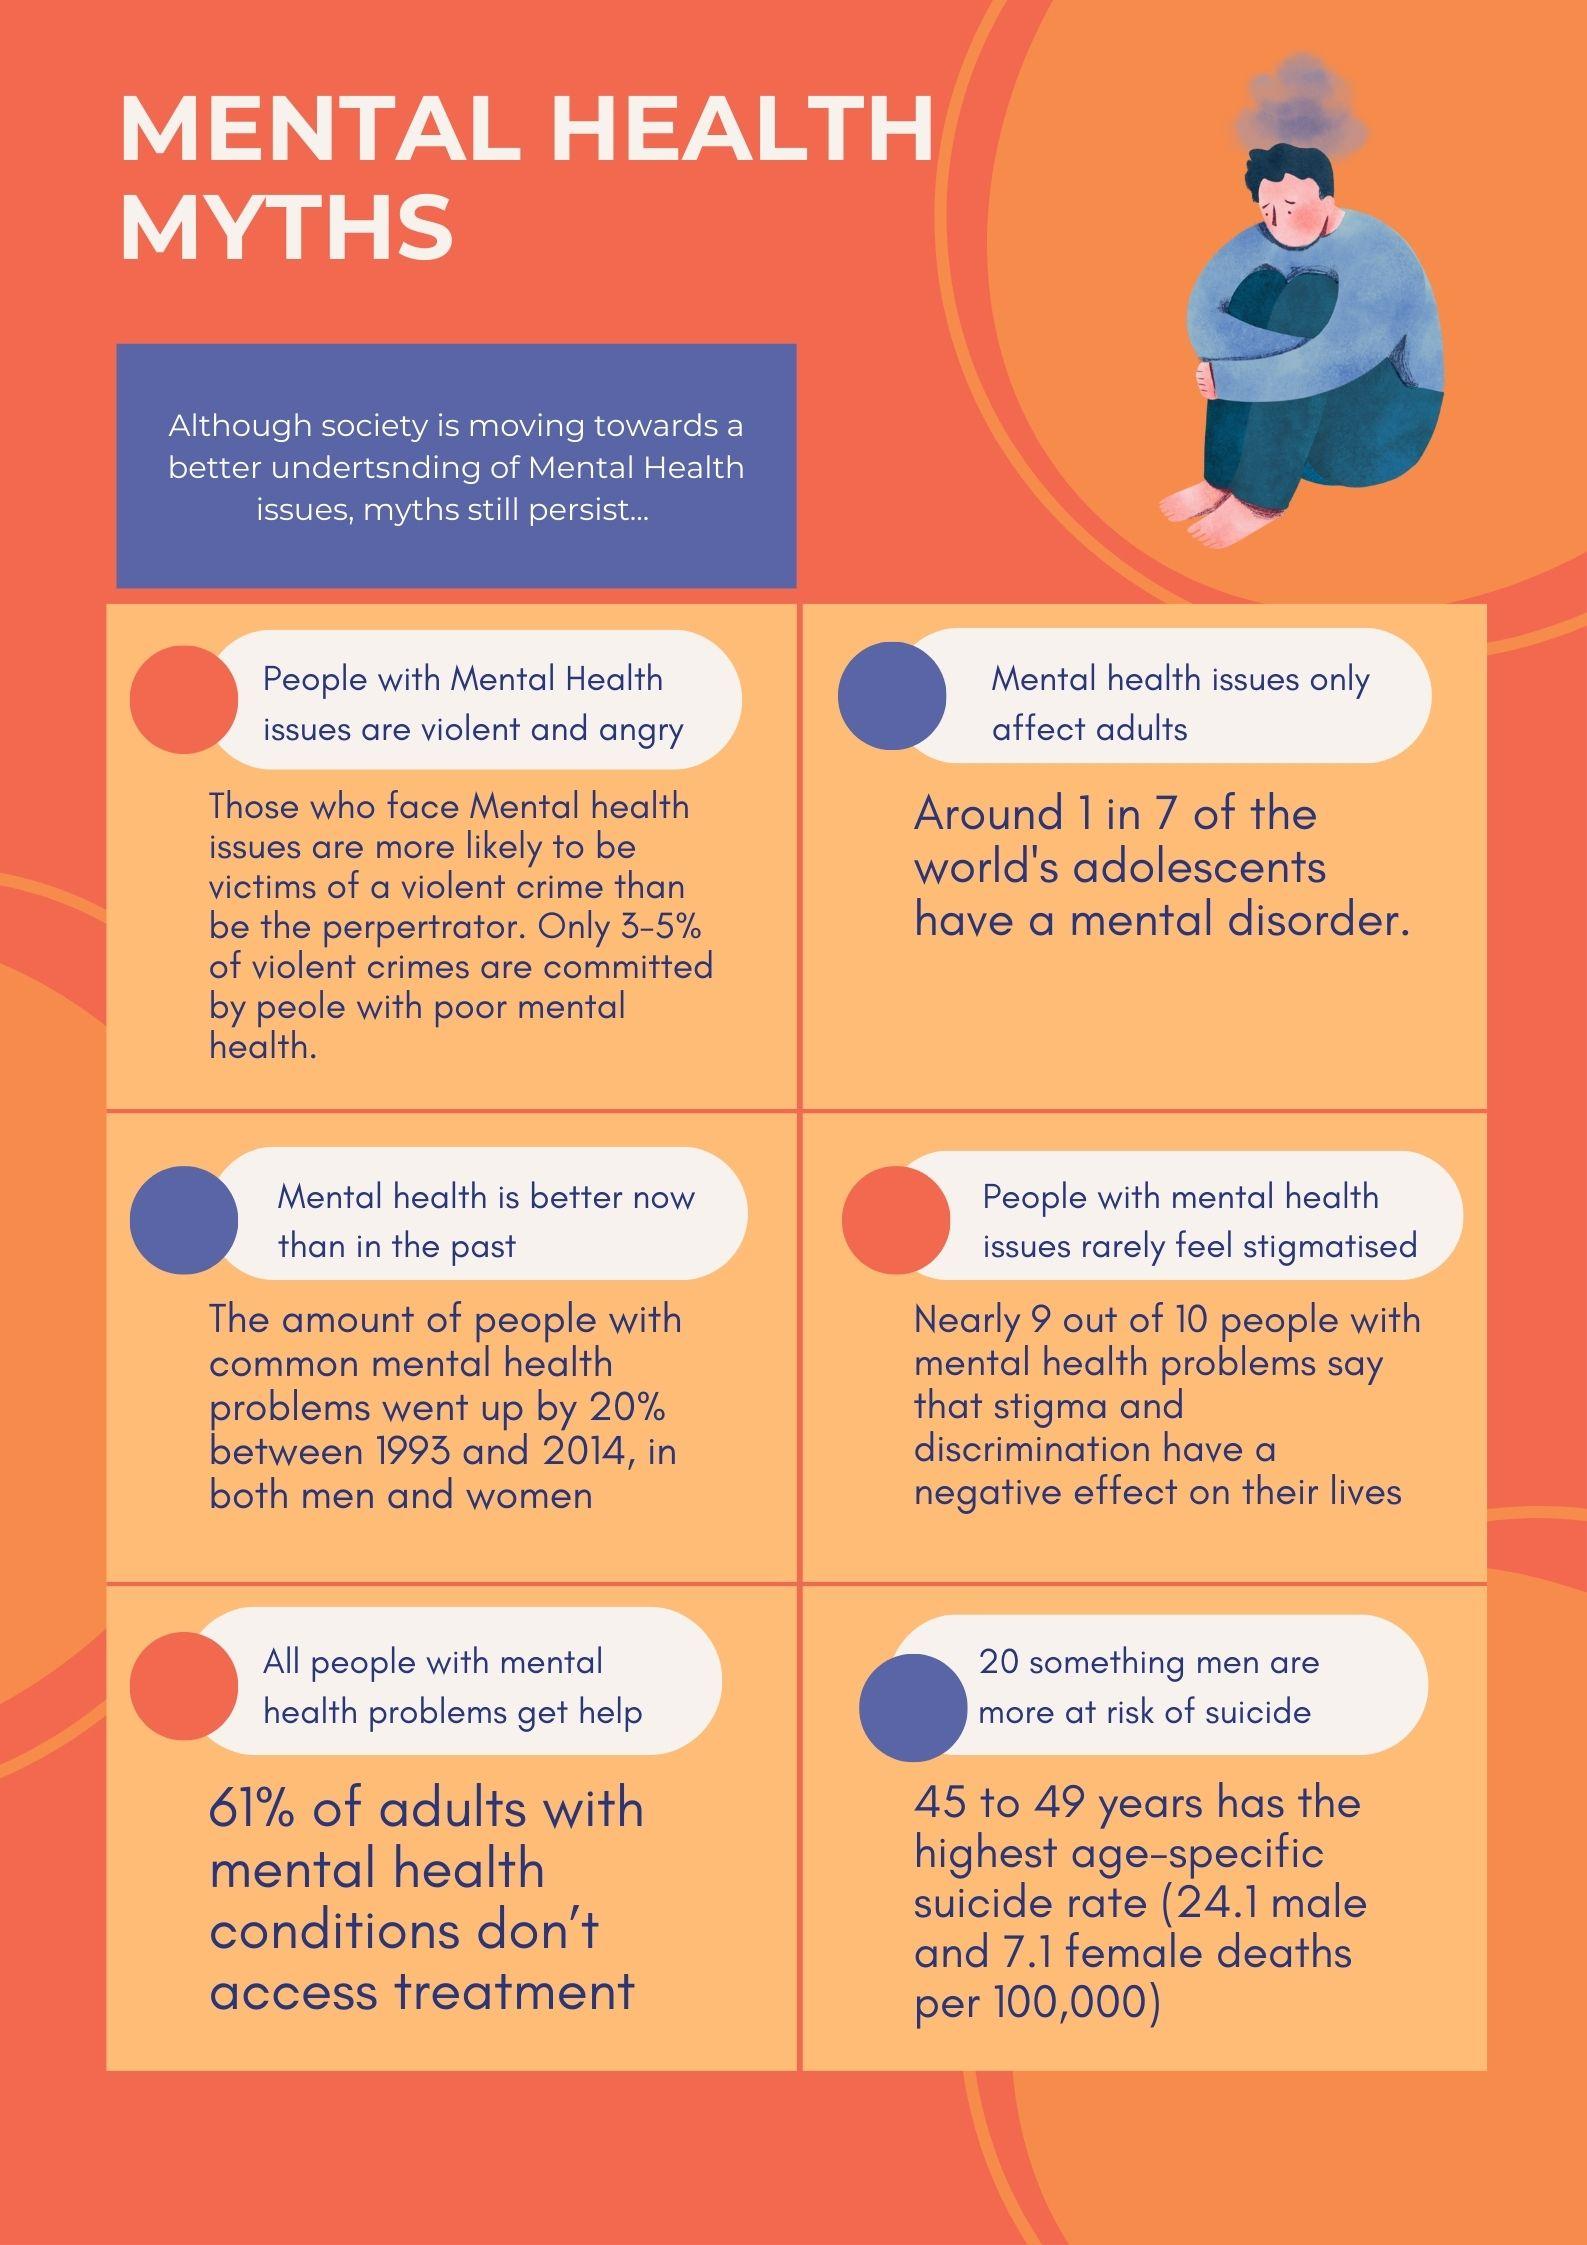 MENTAL HEALTH
MYTHS
Although society is moving towards a
better undertsnding of Mental Health
issues, myths still persist...
People with Mental Health
issues are violent and angry
Those who face Mental health
issues are more likely to be
victims of a violent crime than
be the perpertrator. Only 3-5%
of violent crimes are committed
by peole with poor mental
health.
Mental health issues only
affect adults
Around 1 in 7 of the
world's adolescents
have a mental disorder.
Mental health is better now
than in the past
The amount of people with
common mental health
problems went up by 20%
between 1993 and 2014, in
both men and women
People with mental health
issues rarely feel stigmatised
Nearly 9 out of 10 people with
mental health problems say
that stigma and
discrimination have a
negative effect on their lives
All people with mental
health problems get help
61% of adults with
mental health
conditions don’t
access treatment
20 something men are
more at risk of suicide
45 to 49 years has the
highest age-specific
suicide rate (24.1 male
and 7.1 female deaths
per 100,000)